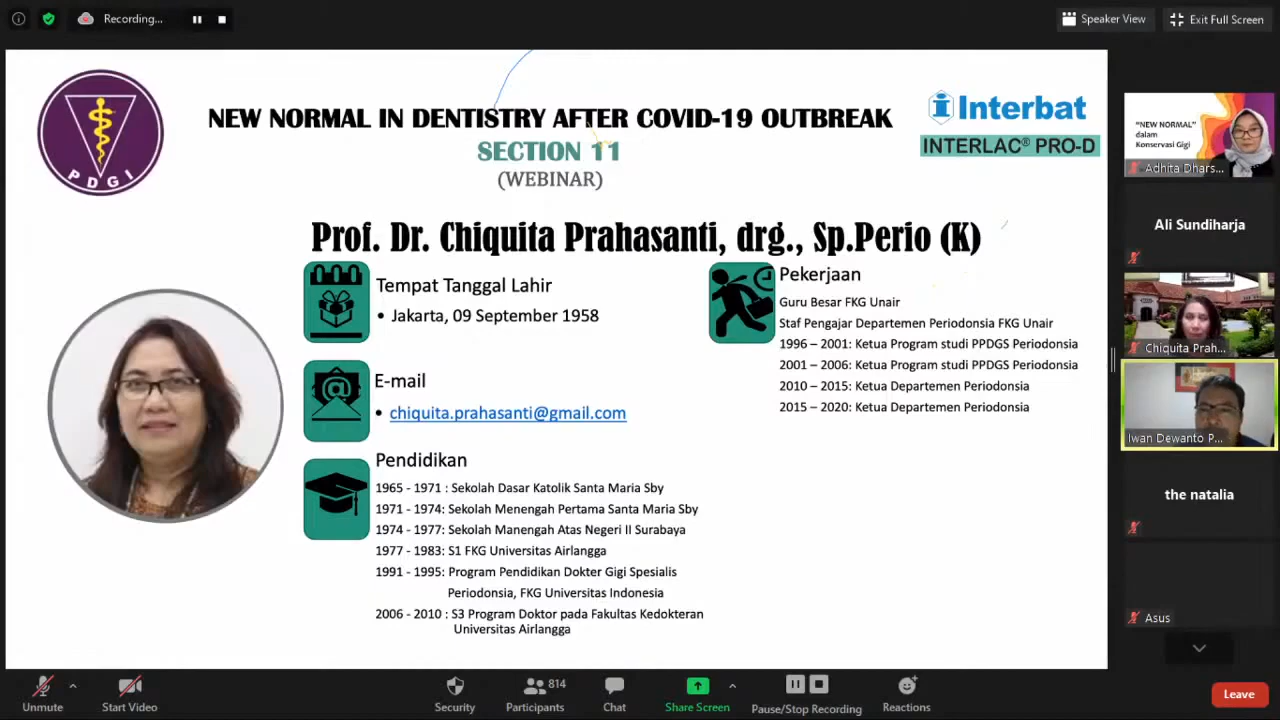 Recording...
Speaker View
Exit Full Screen
PDGI
NEW NORMAL IN DENTISTRY AFTER COVID-19 OUTBREAK
SECTION 11
(WEBINAR)
Interbat
INTERLAC® PRO-D
Prof. Dr. Chiquita Prahasanti, drg., Sp.Perio (K)
Tempat Tanggal Lahir
• Jakarta, 09 September 1958
E-mail
• chiquita.prahasanti@gmail.com
Pendidikan
1965 - 1971 : Sekolah Dasar Katolik Santa Maria Sby
1971 - 1974: Sekolah Menengah Pertama Santa Maria Sby
1974 - 1977: Sekolah Manengah Atas Negeri II Surabaya
1977 - 1983: S1 FKG Universitas Airlangga
1991 - 1995: Program Pendidikan Dokter Gigi Spesialis
Periodonsia, FKG Universitas Indonesia
2006 - 2010 : S3 Program Doktor pada Fakultas Kedokteran
Universitas Airlangga
Pekerjaan
Guru Besar FKG Unair
Staf Pengajar Departemen Periodonsia FKG Unair
1996 – 2001: Ketua Program studi PPDGS Periodonsia
2001 – 2006: Ketua Program studi PPDGS Periodonsia
2010 – 2015: Ketua Departemen Periodonsia
2015 – 2020: Ketua Departemen Periodonsia
"NEW NORMAL"
dalam
Konservasi Gigi
Adhita Dhars...
Ali Sundiharja
Chiquita Prah...
Iwan Dewanto P...
the natalia
Asus
Unmute
Start Video
Security
Participants
814
Chat
Share Screen
Pause/Stop Recording
Reactions
Leave